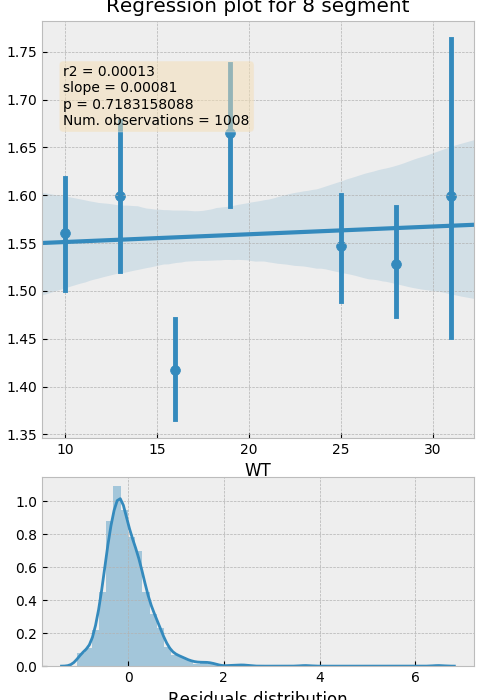 Regression plot for 8 segment
1.75
1.70
1.65
1.60
1.55
1.50
1.45
1.40
1.35
r2 = 0.00013
slope = 0.00081
p = 0.7183158088
Num. observations = 1008
10 15 20 25 30
WT
1.0
0.8
0.6
0.4
0.2
0.0
0 2 4 6
Residuals distribution